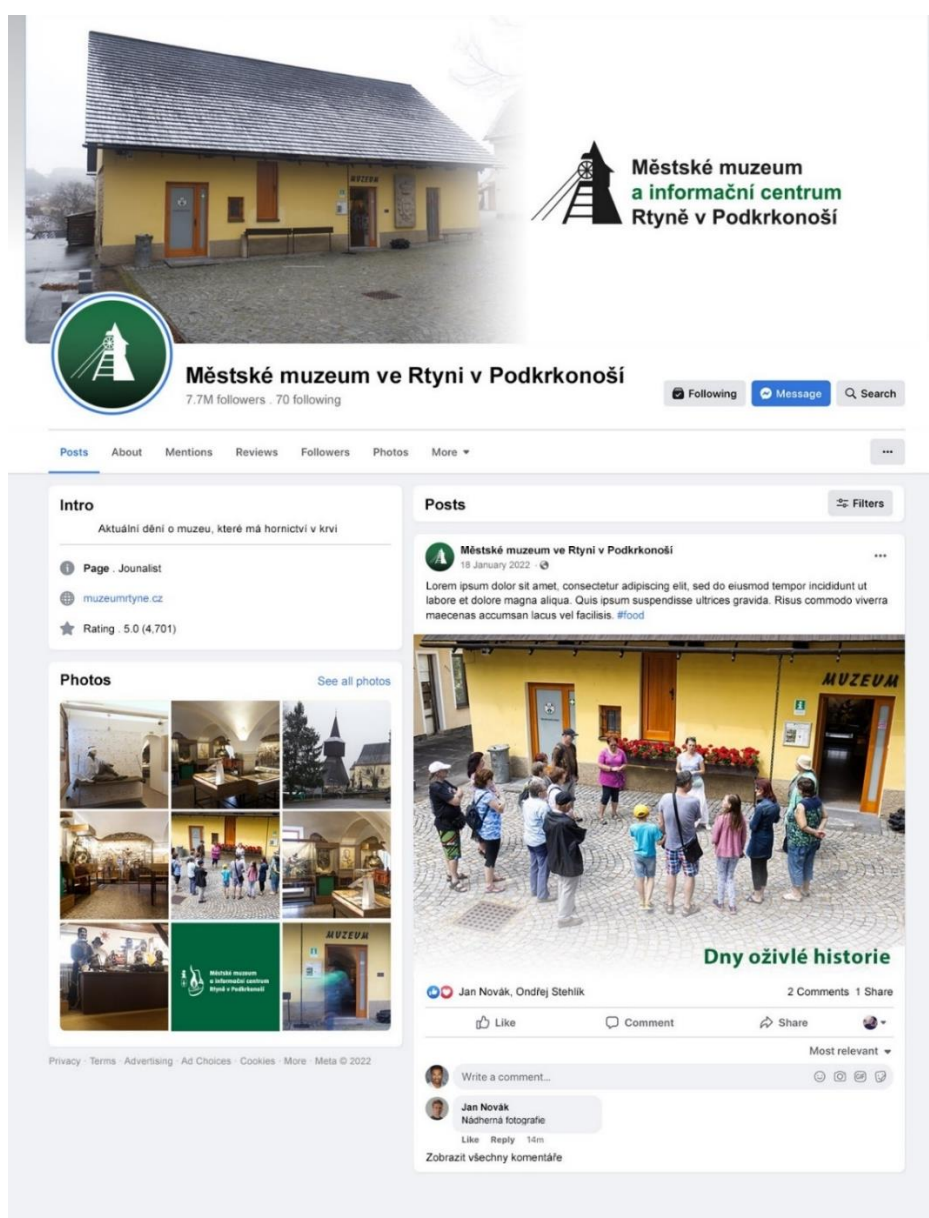 MUZEUM
Městské muzeum
a informační centrum
Rtyně v Podkrkonoší
Městské muzeum ve Rtyni v Podkrkonoší
7.7M followers . 70 following
Following
Message
Search
Posts About Mentions Reviews Followers Photos More
Intro
Aktuální dění o muzeu, které má hornictví v krvi
Page . Jounalist
muzeumrtyne.cz
Rating . 5.0 (4,701)
Photos
See all photos
MUZEUM
Městské muzeum
a informační centrum
Rtyně v Podkrkonoší
Privacy · Terms · Advertising · Ad Choices · Cookies · More · Meta © 2022
Posts
Filters
Městské muzeum ve Rtyni v Podkrkonoší
18 January 2022 ·
Lorem ipsum dolor sit amet, consectetur adipiscing elit, sed do eiusmod tempor incididunt ut
labore et dolore magna aliqua. Quis ipsum suspendisse ultrices gravida. Risus commodo viverra
maecenas accumsan lacus vel facilisis. #food
MUZEUM
Dny oživlé historie
Jan Novák, Ondřej Stehlík
2 Comments 1 Share
Like
Comment
Share
Most relevant
Write a comment...
GIF
Jan Novák
Nádherná fotografie
Like Reply 14m
Zobrazit všechny komentáře